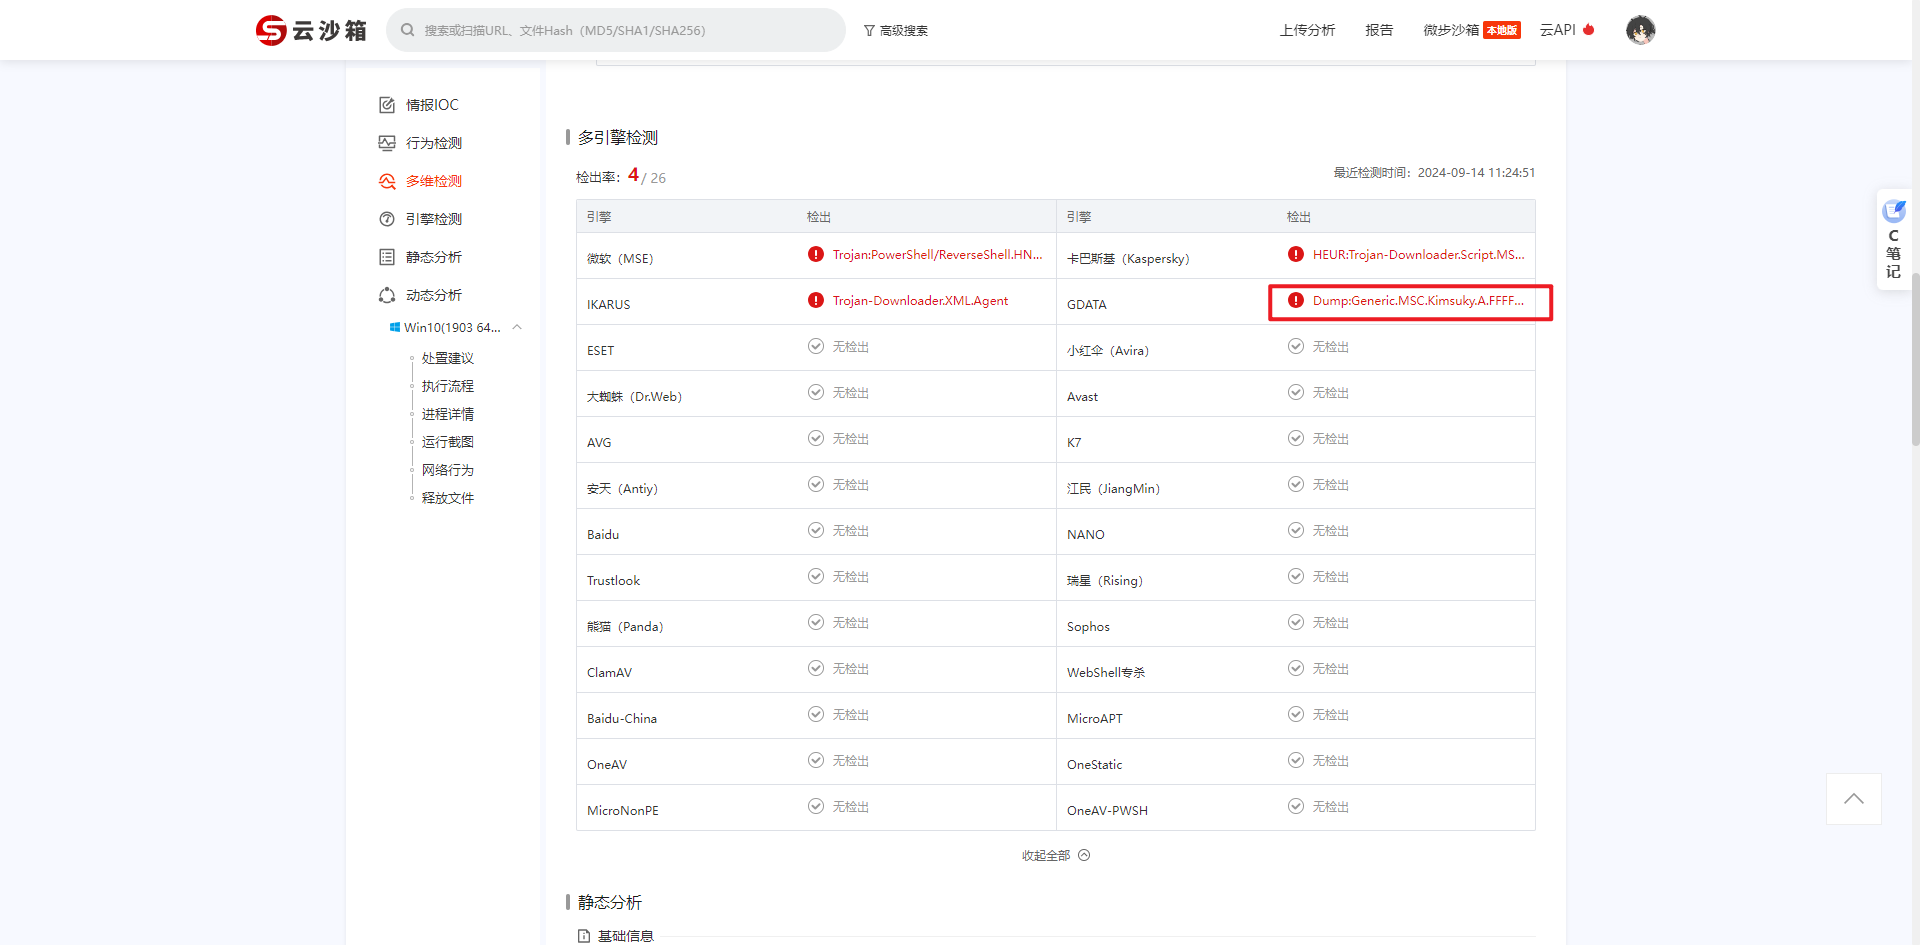 云沙箱
搜索或扫描URL、文件Hash（MD5/SHA1/SHA256）
高级搜索
上传分析
报告
微步沙箱 本地版
云API
情报IOC
行为检测
多维检测
引擎检测
静态分析
动态分析
Win10(1903 64...
处置建议
执行流程
进程详情
运行截图
网络行为
释放文件
多引擎检测
检出率： 4 / 26
最近检测时间：2024-09-14 11:24:51
引擎 检出 引擎 检出
微软（MSE） Trojan:PowerShell/ReverseShell.HN... 卡巴斯基（Kaspersky） HEUR:Trojan-Downloader.Script.MS...
IKARUS Trojan-Downloader.XML.Agent GDATA Dump:Generic.MSC.Kimsuky.A.FFFF...
ESET 无检出 小红伞（Avira） 无检出
大蜘蛛（Dr.Web） 无检出 Avast 无检出
AVG 无检出 K7 无检出
安天（Antiy） 无检出 江民（JiangMin） 无检出
Baidu 无检出 NANO 无检出
Trustlook 无检出 瑞星（Rising） 无检出
熊猫（Panda） 无检出 Sophos 无检出
ClamAV 无检出 WebShell专杀 无检出
Baidu-China 无检出 MicroAPT 无检出
OneAV 无检出 OneStatic 无检出
MicroNonPE 无检出 OneAV-PWSH 无检出
收起全部
静态分析
基础信息
C
笔
记